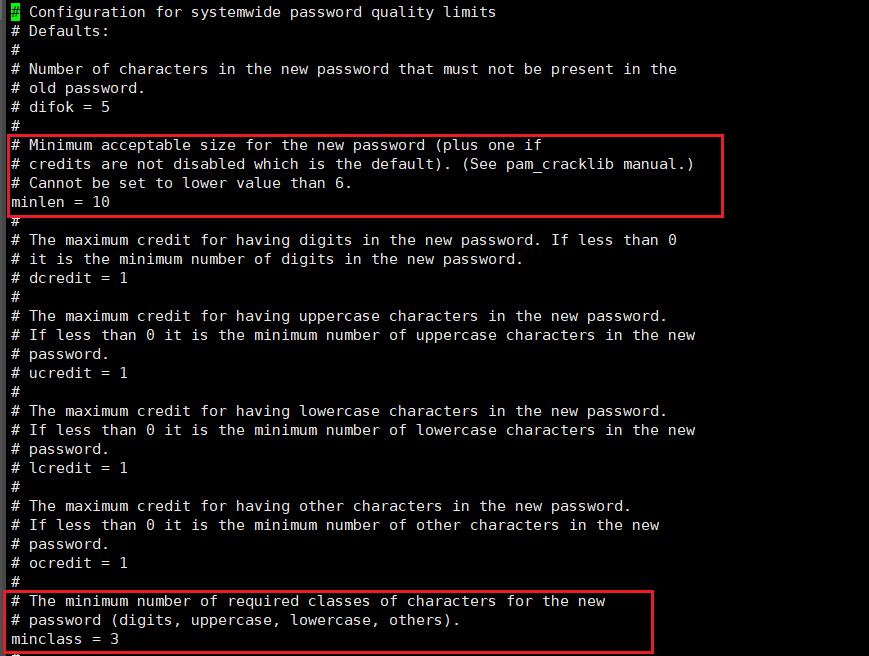 # Configuration for systemwide password quality limits
# Defaults:
#
# Number of characters in the new password that must not be present in the
# old password.
# difok = 5
#
# Minimum acceptable size for the new password (plus one if
# credits are not disabled which is the default). (See pam_cracklib manual.)
# Cannot be set to lower value than 6.
minlen = 10
#
# The maximum credit for having digits in the new password. If less than 0
# it is the minimum number of digits in the new password.
# dcredit = 1
#
# The maximum credit for having uppercase characters in the new password.
# If less than 0 it is the minimum number of uppercase characters in the new
# password.
# ucredit = 1
#
# The maximum credit for having lowercase characters in the new password.
# If less than 0 it is the minimum number of lowercase characters in the new
# password.
# lcredit = 1
#
# The maximum credit for having other characters in the new password.
# If less than 0 it is the minimum number of other characters in the new
# password.
# ocredit = 1
#
# The minimum number of required classes of characters for the new
# password (digits, uppercase, lowercase, others).
minclass = 3
#